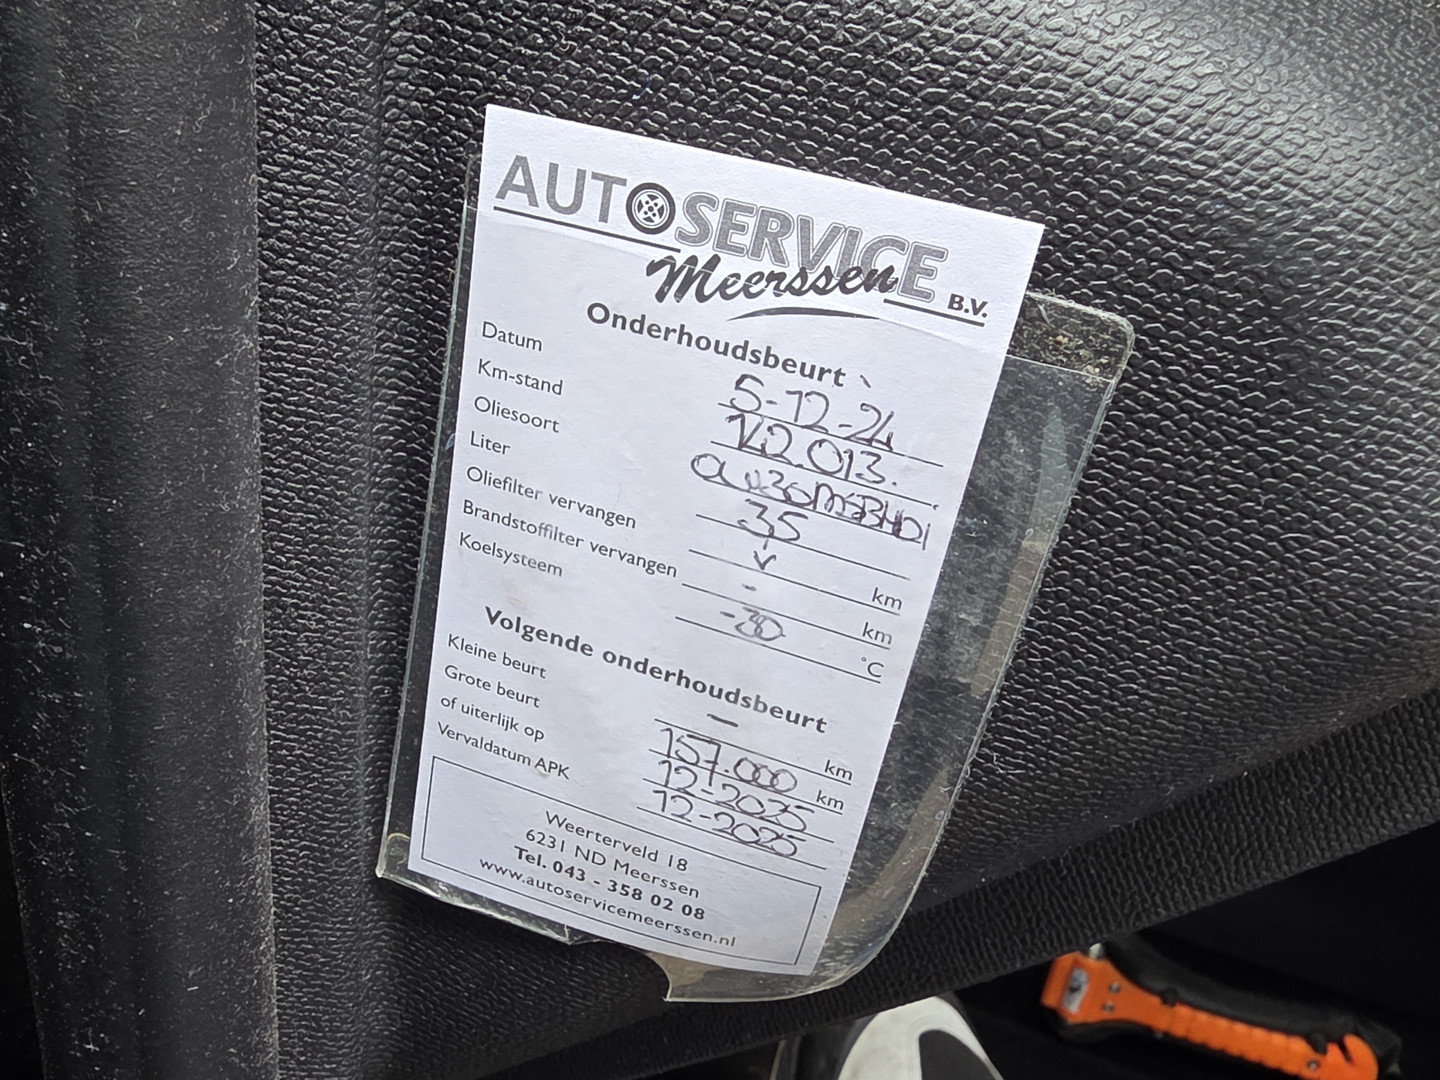 AUTOSERVICE
Meerssen B.V.
Onderhoudsbeurt
Datum 5-12-24
Km-stand 142.013.
Oliesoort
Liter 3,5
Oliefilter vervangen v km
Brandstoffilter vervangen - km
Koelsysteem -30 °C
Volgende onderhoudsbeurt
Kleine beurt — km
Grote beurt 157.000 km
of uiterlijk op 12-2025
Vervaldatum APK 12-2025
Weerterveld 18
6231 ND Meerssen
Tel. 043 - 358 02 08
www.autoservicemeerssen.nl